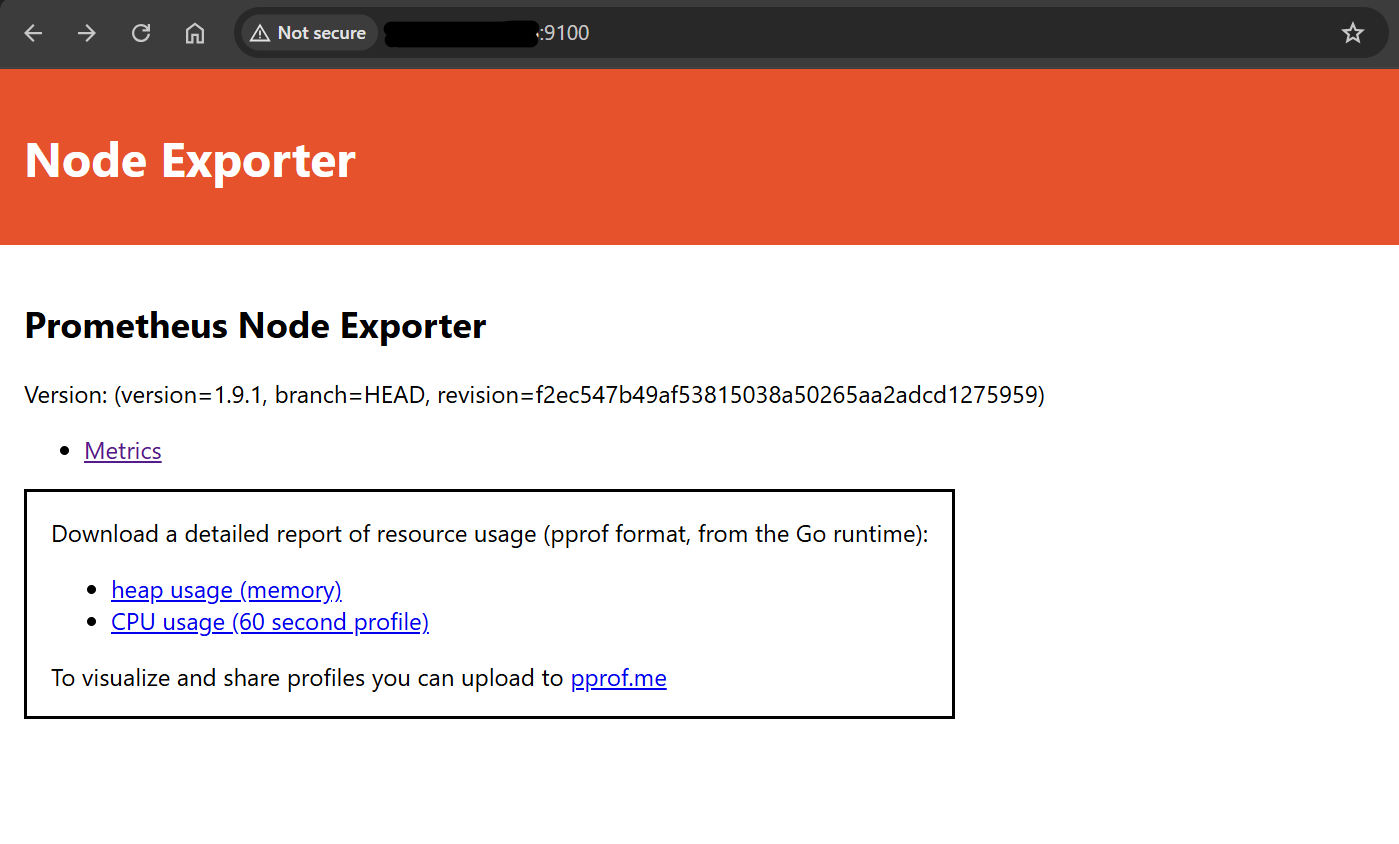 Not secure :9100
Node Exporter
Prometheus Node Exporter
Version: (version=1.9.1, branch=HEAD, revision=f2ec547b49af53815038a50265aa2adcd1275959)
Metrics
Download a detailed report of resource usage (pprof format, from the Go runtime):
heap usage (memory)
CPU usage (60 second profile)
To visualize and share profiles you can upload to pprof.me